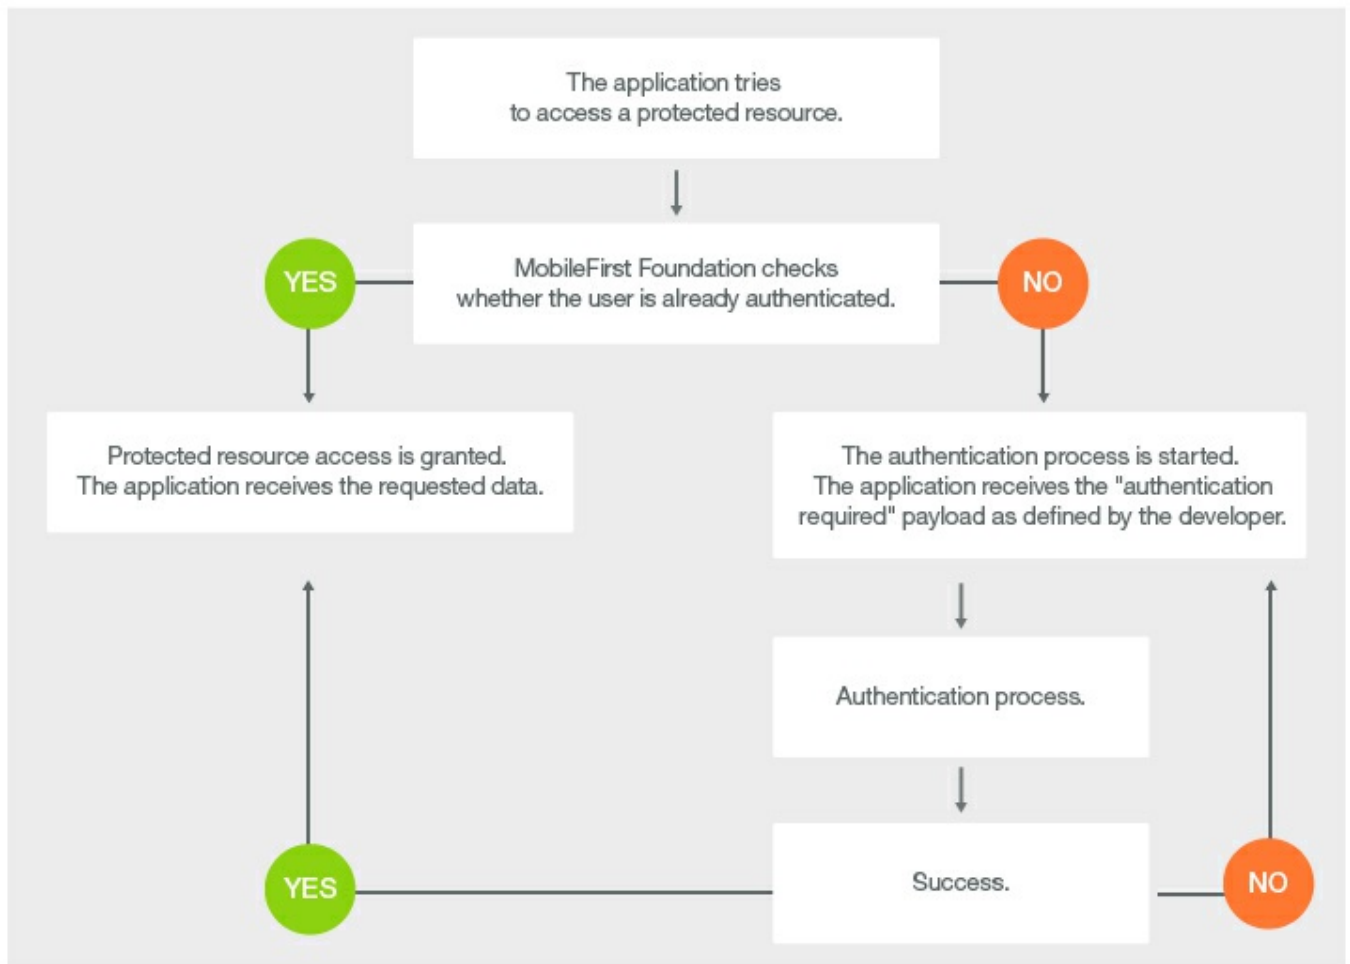 The application tries
to access a protected resource.
YES
MobileFirst Foundation checks
whether the user is already authenticated.
NO
Protected resource access is granted.
The application receives the requested data.
The authentication process is started.
The application receives the "authentication
required" payload as defined by the developer.
Authentication process.
YES
Success.
NO